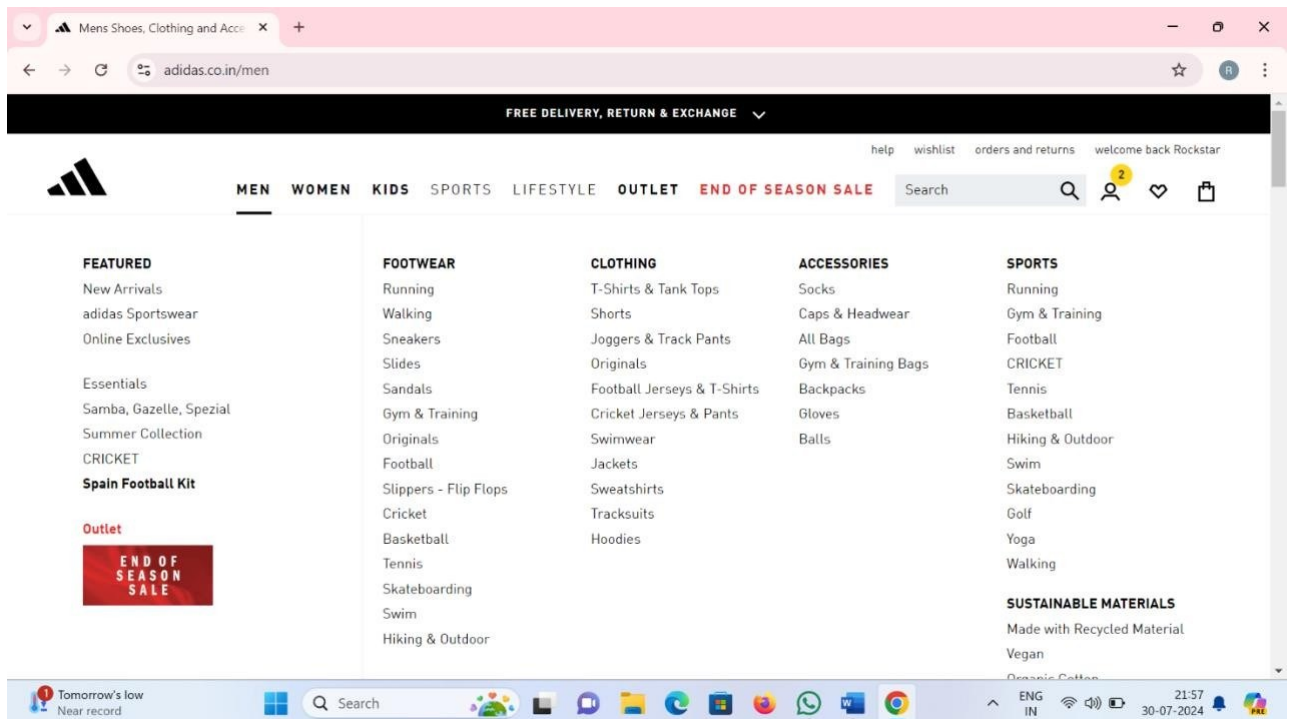 Mens Shoes, Clothing and Acce
adidas.co.in/men
R
FREE DELIVERY, RETURN & EXCHANGE
help wishlist orders and returns welcome back Rockstar
MEN WOMEN KIDS SPORTS LIFESTYLE OUTLET END OF SEASON SALE Search 2
FEATURED
New Arrivals
adidas Sportswear
Online Exclusives
Essentials
Samba, Gazelle, Spezial
Summer Collection
CRICKET
Spain Football Kit
Outlet
END OF
SEASON
SALE
FOOTWEAR
Running
Walking
Sneakers
Slides
Sandals
Gym & Training
Originals
Football
Slippers - Flip Flops
Cricket
Basketball
Tennis
Skateboarding
Swim
Hiking & Outdoor
CLOTHING
T-Shirts & Tank Tops
Shorts
Joggers & Track Pants
Originals
Football Jerseys & T-Shirts
Cricket Jerseys & Pants
Swimwear
Jackets
Sweatshirts
Tracksuits
Hoodies
ACCESSORIES
Socks
Caps & Headwear
All Bags
Gym & Training Bags
Backpacks
Gloves
Balls
SPORTS
Running
Gym & Training
Football
CRICKET
Tennis
Basketball
Hiking & Outdoor
Swim
Skateboarding
Golf
Yoga
Walking
SUSTAINABLE MATERIALS
Made with Recycled Material
Vegan
Organic Cotton
1
Tomorrow's low
Near record
Search
ENG
IN
21:57
30-07-2024
PRE